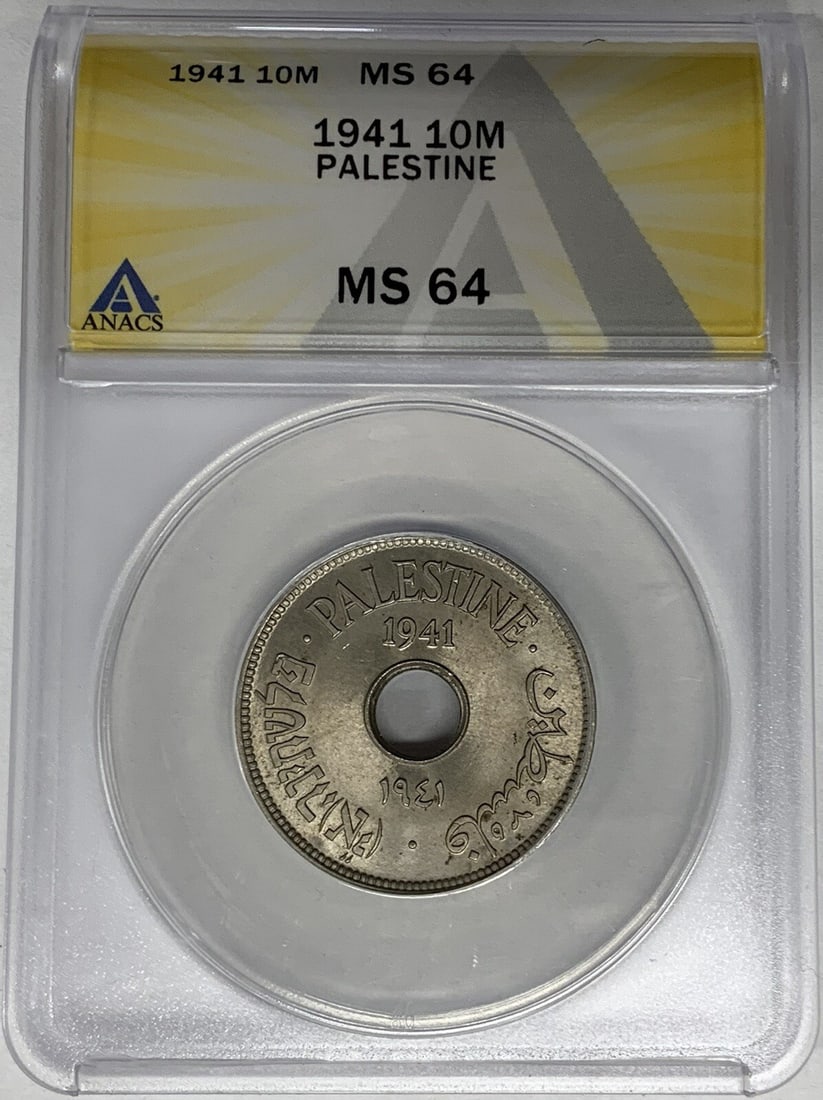 1941 10M MS 64
1941 10M
PALESTINE
MS 64
ANACS
· PALESTINE ·
1941
פלשתינה (א״י)
فلسطين
١٩٤١